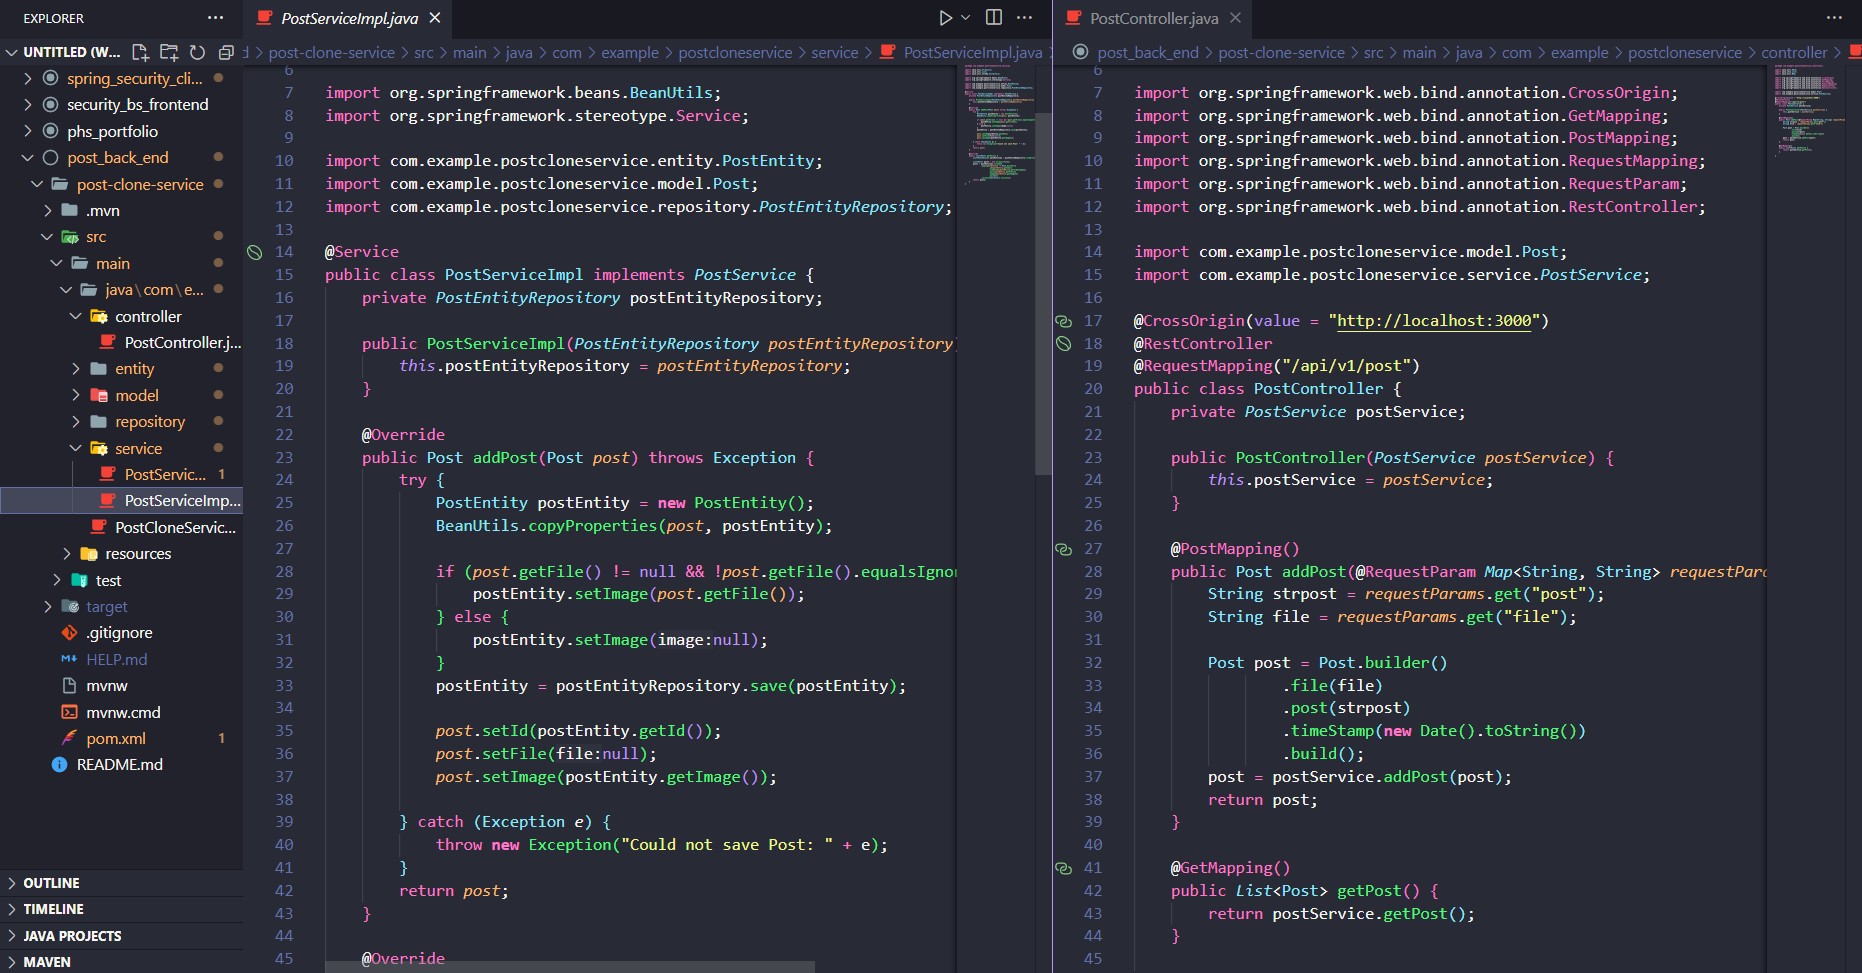 EXPLORER
UNTITLED (W...
spring_security_cli...
security_bs_frontend
phs_portfolio
post_back_end
post-clone-service
.mvn
src
main
java\com\e...
controller
PostController.j...
entity
model
repository
service
PostServic... 1
PostServiceImp...
PostCloneServic...
resources
test
target
.gitignore
HELP.md
mvnw
mvnw.cmd
pom.xml 1
README.md
OUTLINE
TIMELINE
JAVA PROJECTS
MAVEN
PostServiceImpl.java
d > post-clone-service > src > main > java > com > example > postcloneservice > service > PostServiceImpl.java
6
7 import org.springframework.beans.BeanUtils;
8 import org.springframework.stereotype.Service;
9
10 import com.example.postcloneservice.entity.PostEntity;
11 import com.example.postcloneservice.model.Post;
12 import com.example.postcloneservice.repository.PostEntityRepository;
13
14 @Service
15 public class PostServiceImpl implements PostService {
16 private PostEntityRepository postEntityRepository;
17
18 public PostServiceImpl(PostEntityRepository postEntityRepository)
19 this.postEntityRepository = postEntityRepository;
20 }
21
22 @Override
23 public Post addPost(Post post) throws Exception {
24 try {
25 PostEntity postEntity = new PostEntity();
26 BeanUtils.copyProperties(post, postEntity);
27
28 if (post.getFile() != null && !post.getFile().equalsIgno
29 postEntity.setImage(post.getFile());
30 } else {
31 postEntity.setImage(image:null);
32 }
33 postEntity = postEntityRepository.save(postEntity);
34
35 post.setId(postEntity.getId());
36 post.setFile(file:null);
37 post.setImage(postEntity.getImage());
38
39 } catch (Exception e) {
40 throw new Exception("Could not save Post: " + e);
41 }
42 return post;
43 }
44
45 @Override
PostController.java
post_back_end > post-clone-service > src > main > java > com > example > postcloneservice > controller >
6
7 import org.springframework.web.bind.annotation.CrossOrigin;
8 import org.springframework.web.bind.annotation.GetMapping;
9 import org.springframework.web.bind.annotation.PostMapping;
10 import org.springframework.web.bind.annotation.RequestMapping;
11 import org.springframework.web.bind.annotation.RequestParam;
12 import org.springframework.web.bind.annotation.RestController;
13
14 import com.example.postcloneservice.model.Post;
15 import com.example.postcloneservice.service.PostService;
16
17 @CrossOrigin(value = "http://localhost:3000")
18 @RestController
19 @RequestMapping("/api/v1/post")
20 public class PostController {
21 private PostService postService;
22
23 public PostController(PostService postService) {
24 this.postService = postService;
25 }
26
27 @PostMapping()
28 public Post addPost(@RequestParam Map<String, String> requestPara
29 String strpost = requestParams.get("post");
30 String file = requestParams.get("file");
31
32 Post post = Post.builder()
33 .file(file)
34 .post(strpost)
35 .timeStamp(new Date().toString())
36 .build();
37 post = postService.addPost(post);
38 return post;
39 }
40
41 @GetMapping()
42 public List<Post> getPost() {
43 return postService.getPost();
44 }
45